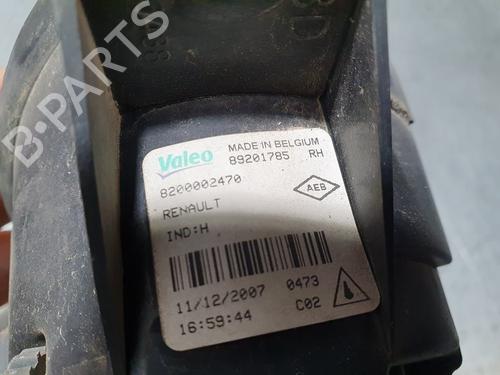 B-PARTS
Valeo
MADE IN BELGIUM
89201785 RH
8200002470
AEB
RENAULT
IND:H
11/12/2007 0473
16:59:44 C02